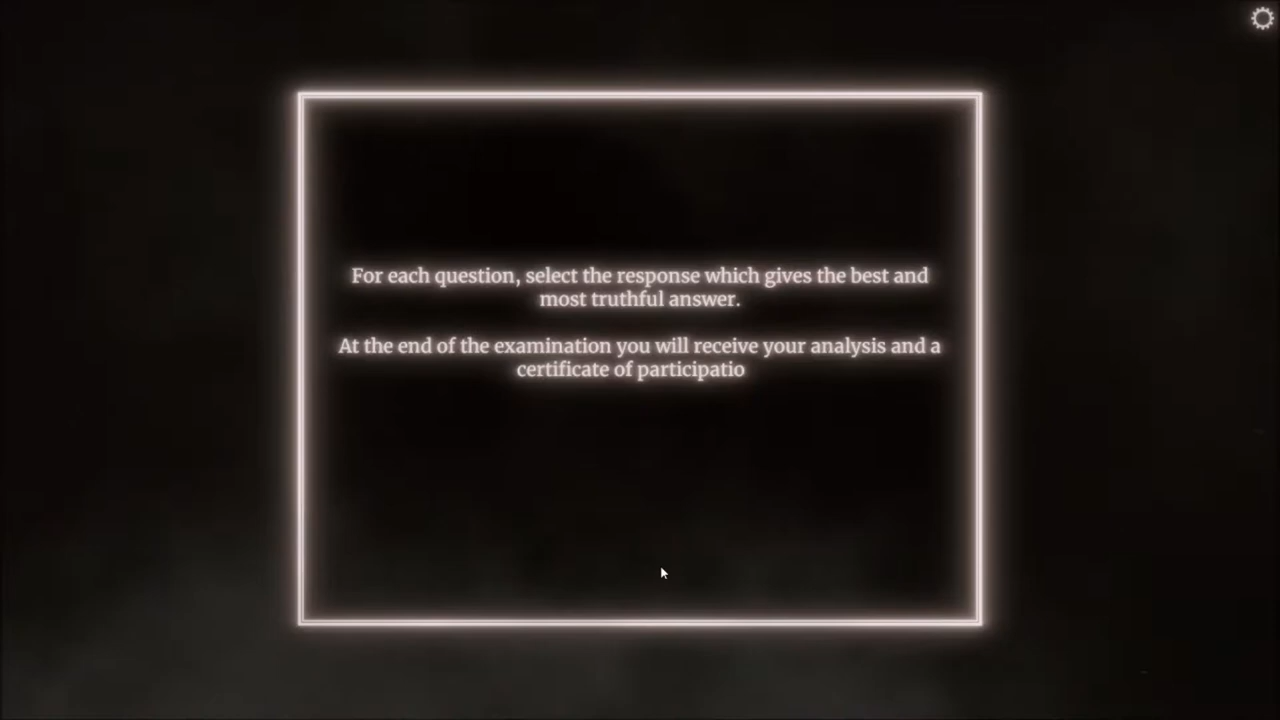 For each question, select the response which gives the best and
most truthful answer.
At the end of the examination you will receive your analysis and a
certificate of participatio